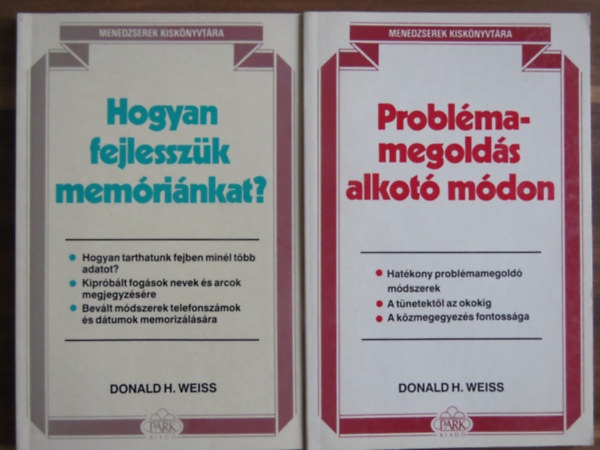 MENEDZSEREK KISKÖNYVTÁRA
Hogyan
fejlesszük
memóriánkat?
Hogyan tarthatunk fejben minél több
adatot?
Kipróbált fogások nevek és arcok
megjegyzésére
Bevált módszerek telefonszámok
és dátumok memorizálására
DONALD H. WEISS
PARK
KIADÓ
MENEDZSEREK KISKÖNYVTÁRA
Probléma-
megoldás
alkotó módon
Hatékony problémamegoldó
módszerek
A tünetektől az okokig
A közmegegyezés fontossága
DONALD H. WEISS
PARK
KIADÓ